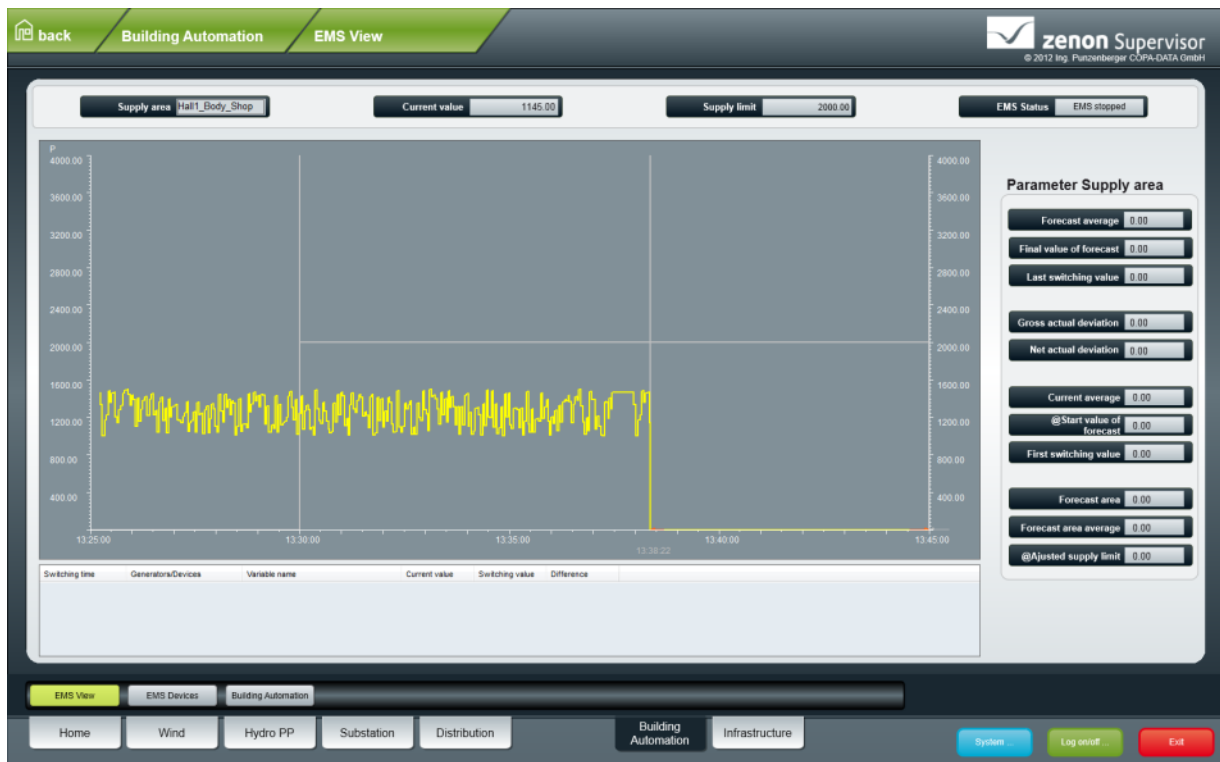 back Building Automation EMS View
zenon Supervisor
© 2012 Ing. Punzenberger COPA-DATA GmbH
Supply area Hall1_Body_Shop Current value 1145.00 Supply limit 2000.00 EMS Status EMS stopped
P
4000.00 4000.00
3600.00 3600.00
3200.00 3200.00
2800.00 2800.00
2400.00 2400.00
2000.00 2000.00
1600.00 1600.00
1200.00 1200.00
800.00 800.00
400.00 400.00
13:25:00 13:30:00 13:35:00 13:40:00 13:45:00
13:38:22
Parameter Supply area
Forecast average 0.00
Final value of forecast 0.00
Last switching value 0.00
Gross actual deviation 0.00
Net actual deviation 0.00
Current average 0.00
@Start value of
forecast 0.00
First switching value 0.00
Forecast area 0.00
Forecast area average 0.00
@Ajusted supply limit 0.00
Switching time Generators/Devices Variable name Current value Switching value Difference
EMS View EMS Devices Building Automation
Home Wind Hydro PP Substation Distribution Building
Automation Infrastructure
System ... Log on/off ... Exit